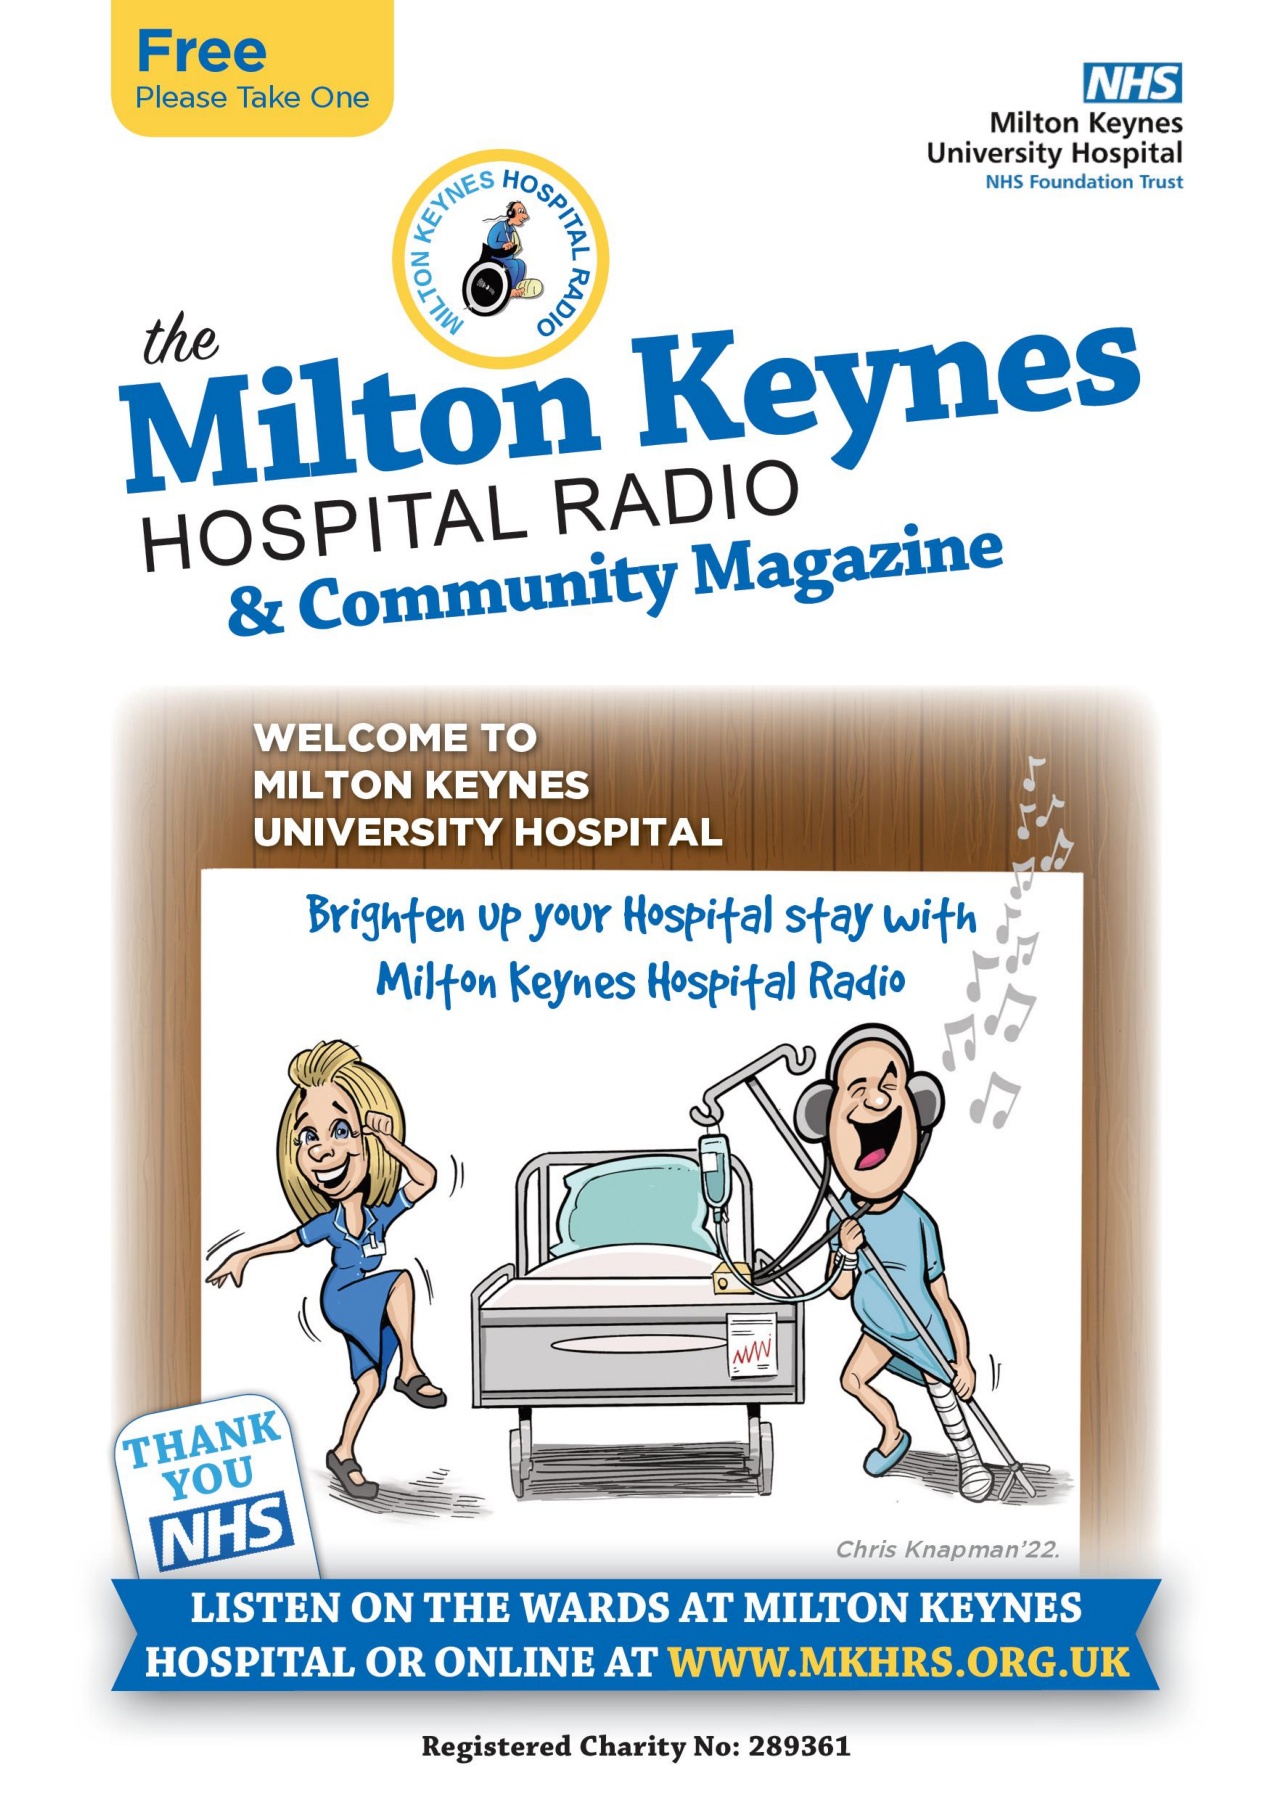 Free
Please Take One
NHS
Milton Keynes
University Hospital
NHS Foundation Trust
MILTON KEYNES HOSPITAL RADIO
the
Milton Keynes
HOSPITAL RADIO
& Community Magazine
WELCOME TO
MILTON KEYNES
UNIVERSITY HOSPITAL
Brighten up your Hospital stay with
Milton Keynes Hospital Radio
THANK
YOU
NHS
Chris Knapman'22.
LISTEN ON THE WARDS AT MILTON KEYNES
HOSPITAL OR ONLINE AT WWW.MKHRS.ORG.UK
Registered Charity No: 289361